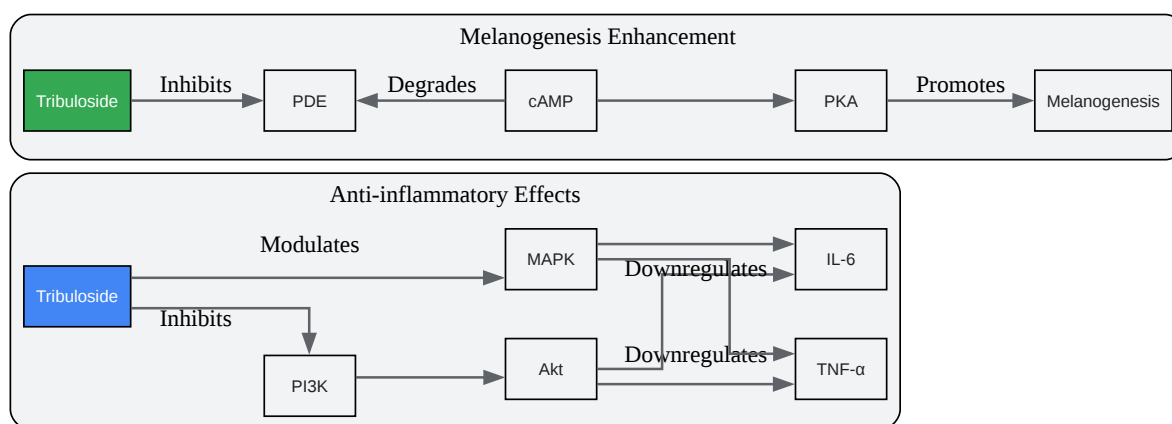 Melanogenesis Enhancement
Tribuloside
Inhibits
PDE
Degrades
cAMP
PKA
Promotes
Melanogenesis
Anti-inflammatory Effects
Tribuloside
Modulates
Inhibits
PI3K
MAPK
Akt
Downregulates
Downregulates
IL-6
TNF-α